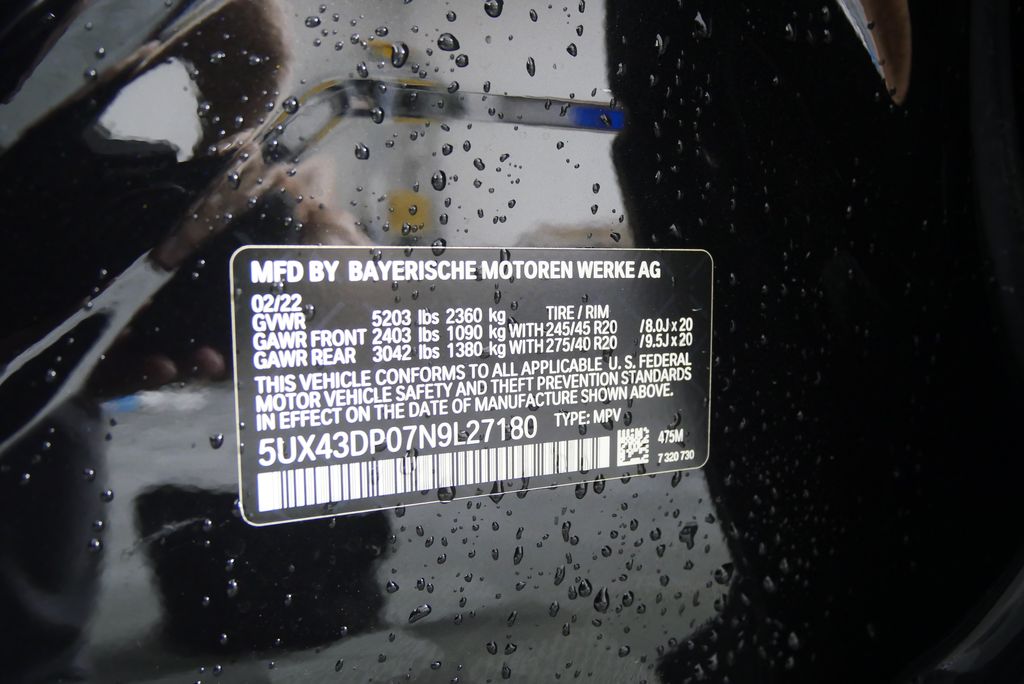 MFD BY BAYERISCHE MOTOREN WERKE AG
02/22
GVWR 5203 lbs 2360 kg TIRE / RIM
GAWR FRONT 2403 lbs 1090 kg WITH 245/45 R20 /8.0J x 20
GAWR REAR 3042 lbs 1380 kg WITH 275/40 R20 /9.5J x 20
THIS VEHICLE CONFORMS TO ALL APPLICABLE U. S. FEDERAL
MOTOR VEHICLE SAFETY AND THEFT PREVENTION STANDARDS
IN EFFECT ON THE DATE OF MANUFACTURE SHOWN ABOVE.
5UX43DP07N9L27180 TYPE: MPV
475M
7 320 730